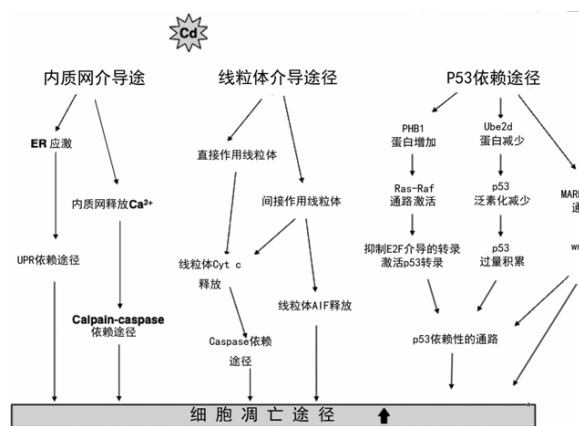 Cd
内质网介导途
线粒体介导途径
P53依赖途径
ER 应激
内质网释放Ca²⁺
UPR依赖途径
Calpain-caspase
依赖途径
直接作用线粒体
间接作用线粒体
线粒体Cyt c
释放
线粒体AIF释放
Caspase依赖
途径
PHB1
蛋白增加
Ube2d
蛋白减少
Ras-Raf
通路激活
p53
泛素化减少
抑制E2F介导的转录
激活p53转录
p53
过量积累
p53依赖性的通路
通
细胞凋亡途径